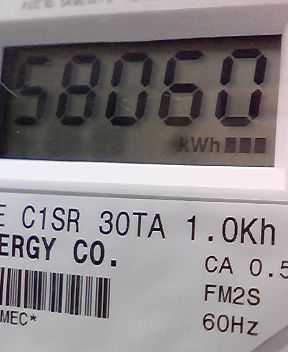 58060
kWh
E C1SR 30TA 1.0Kh
ERGY CO.
CA 0.5
FM2S
MEC*
60Hz